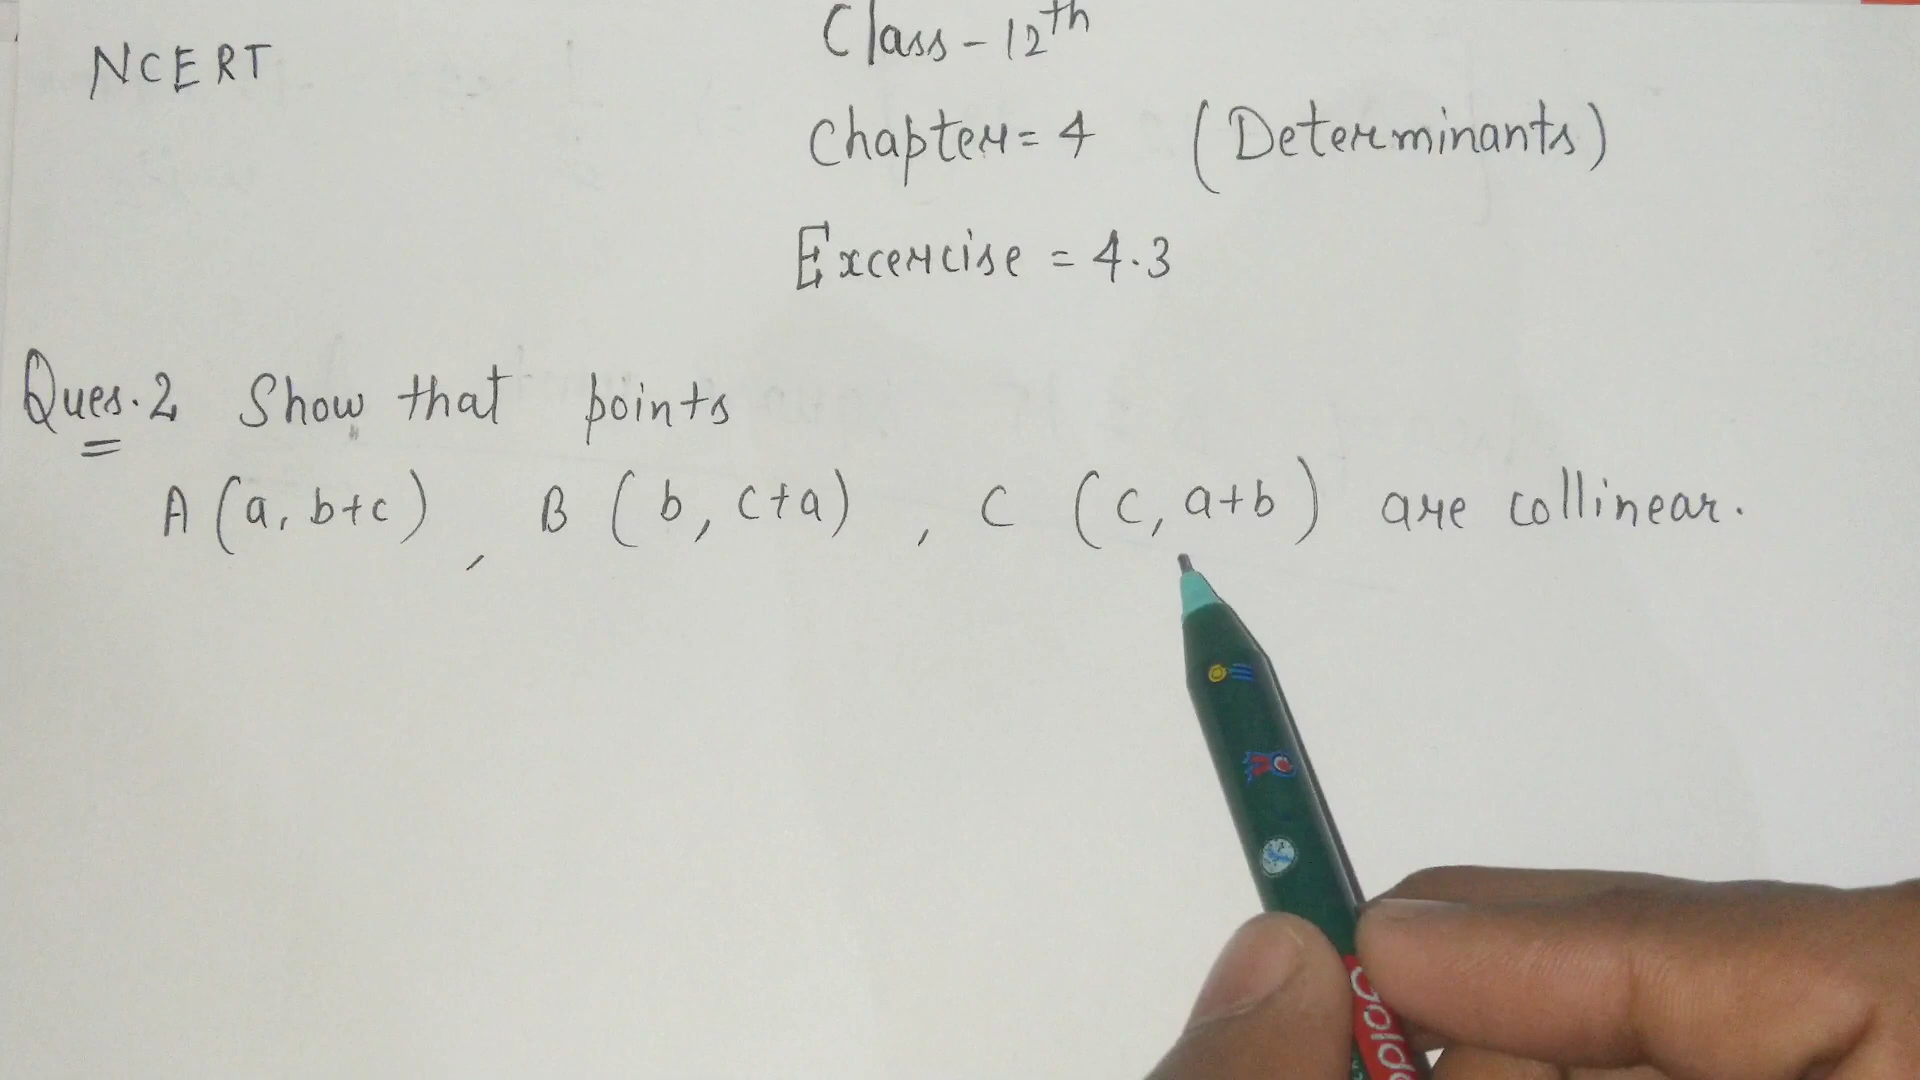 NCERT
Class - 12th
Chapter = 4 (Determinants)
Excercise = 4.3
Ques.2 Show that points
A (a, b+c), B (b, c+a), C (c, a+b) are collinear.